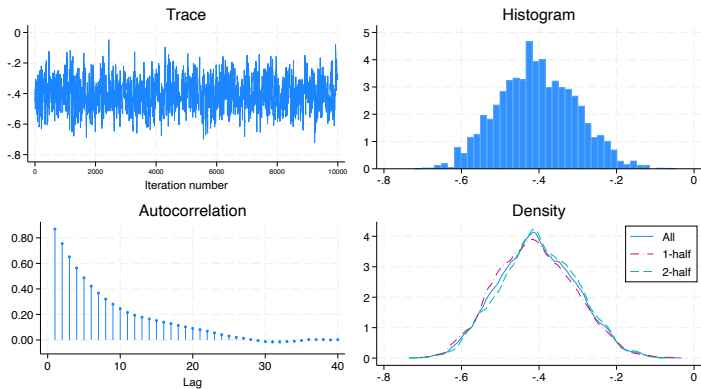 Trace
0
-.2
-.4
-.6
-.8
0 2000 4000 6000 8000 10000
Iteration number
Histogram
5
4
3
2
1
0
-.8 -.6 -.4 -.2 0
Autocorrelation
0.80
0.60
0.40
0.20
0.00
0 10 20 30 40
Lag
Density
All
1-half
2-half
4
3
2
1
0
-.8 -.6 -.4 -.2 0